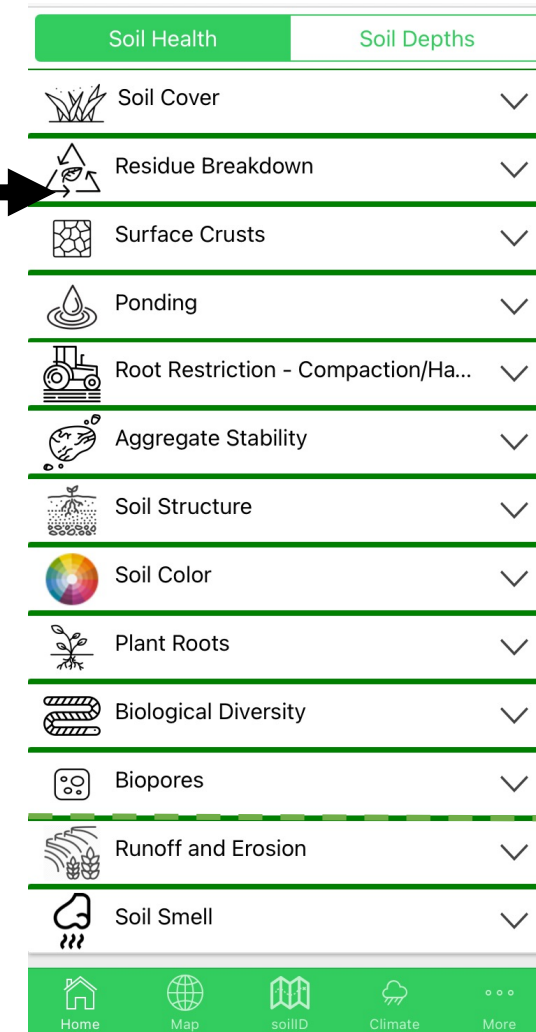 Soil Health Soil Depths
Soil Cover
Residue Breakdown
Surface Crusts
Ponding
Root Restriction - Compaction/Ha...
Aggregate Stability
Soil Structure
Soil Color
Plant Roots
Biological Diversity
Biopores
Runoff and Erosion
Soil Smell
Home Map soilID Climate More